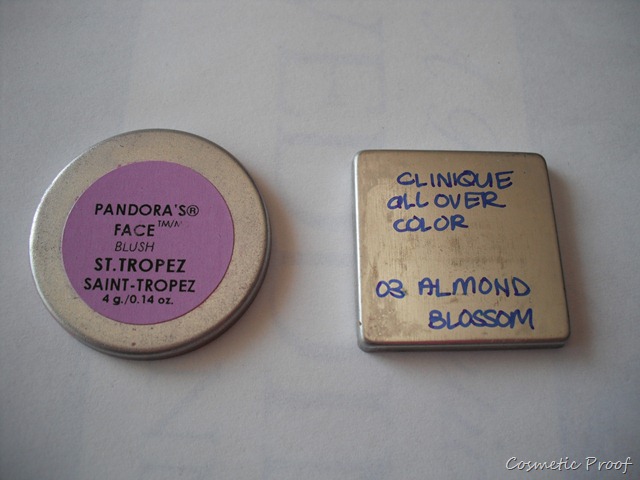 PANDORA'S®
FACE™/M
BLUSH
ST.TROPEZ
SAINT-TROPEZ
4 g./0.14 oz.
CLINIQUE
all OVER
COLOR
03 ALMOND
BLOSSOM
Cosmetic Proof